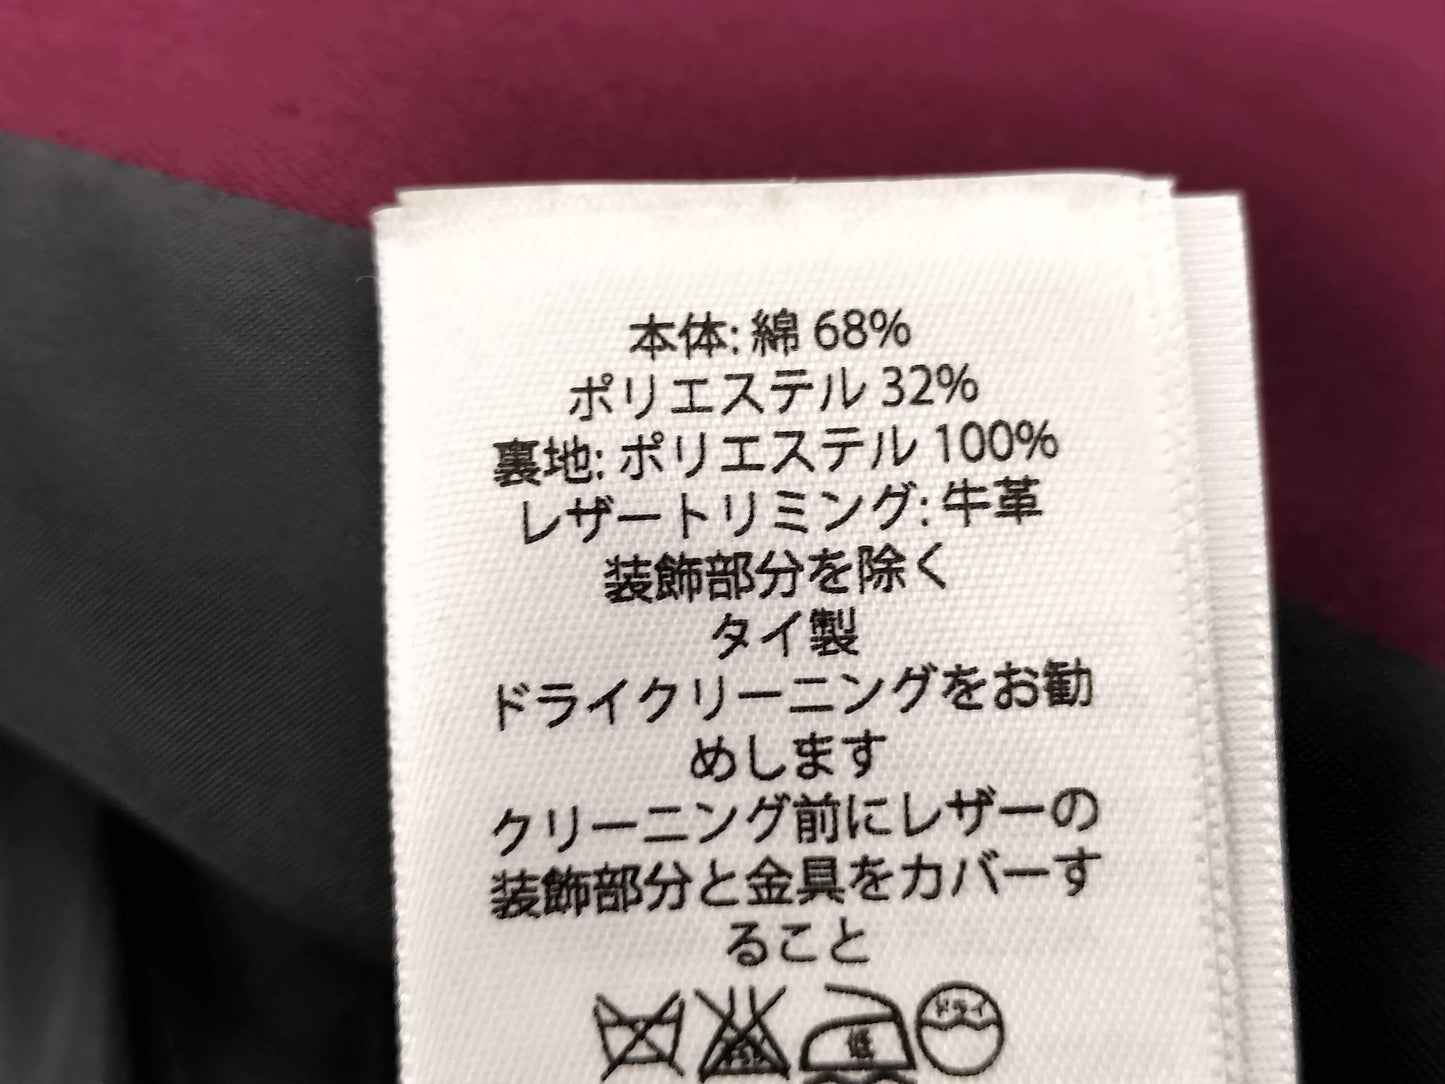 本体: 綿 68%
ポリエステル 32%
裏地: ポリエステル 100%
レザートリミング: 牛革
装飾部分を除く
タイ製
ドライクリーニングをお勧
めします
クリーニング前にレザーの
装飾部分と金具をカバーす
ること
低 ドライ